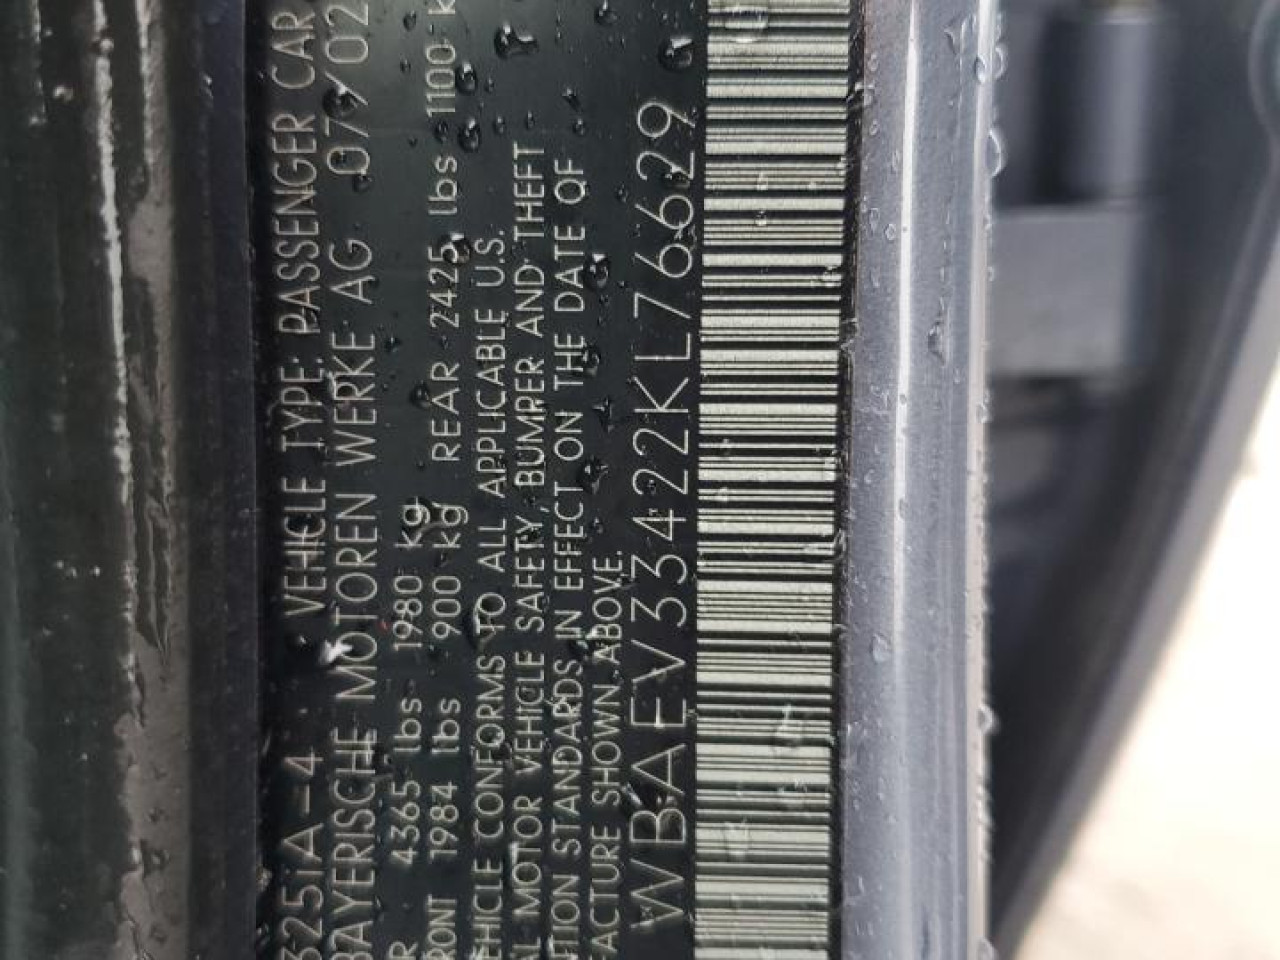 325iA-4 VEHICLE TYPE: PASSENGER CAR
BAYERISCHE MOTOREN WERKE AG 07/02
R 4365 lbs 1980 kg
RONT 1984 lbs 900 kg REAR 2425 lbs 1100 k
EHICLE CONFORMS TO ALL APPLICABLE U.S.
AL MOTOR VEHICLE SAFETY, BUMPER AND THEFT
NTION STANDARDS IN EFFECT ON THE DATE OF
FACTURE SHOWN ABOVE.
WBAEV33422KL76629